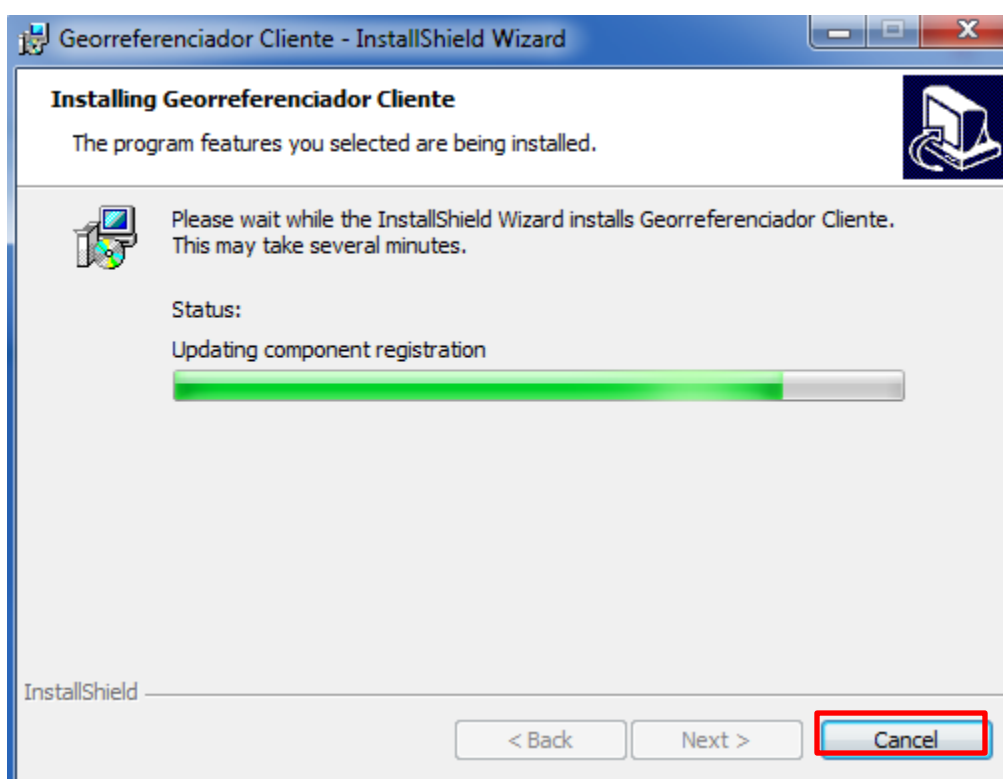 Georreferenciador Cliente - InstallShield Wizard
Installing Georreferenciador Cliente
The program features you selected are being installed.
Please wait while the InstallShield Wizard installs Georreferenciador Cliente.
This may take several minutes.
Status:
Updating component registration
InstallShield
< Back
Next >
Cancel